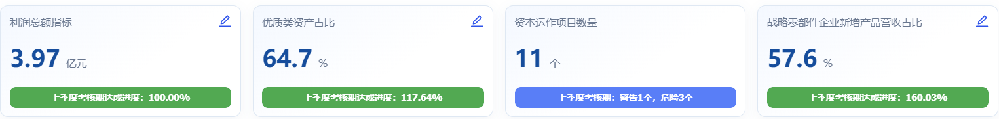 利润总额指标
3.97 亿元
上季度考核期达成进度：100.00%
优质类资产占比
64.7 %
上季度考核期达成进度：117.64%
资本运作项目数量
11 个
上季度考核期：警告1个，危险3个
战略零部件企业新增产品营收占比
57.6 %
上季度考核期达成进度：160.03%